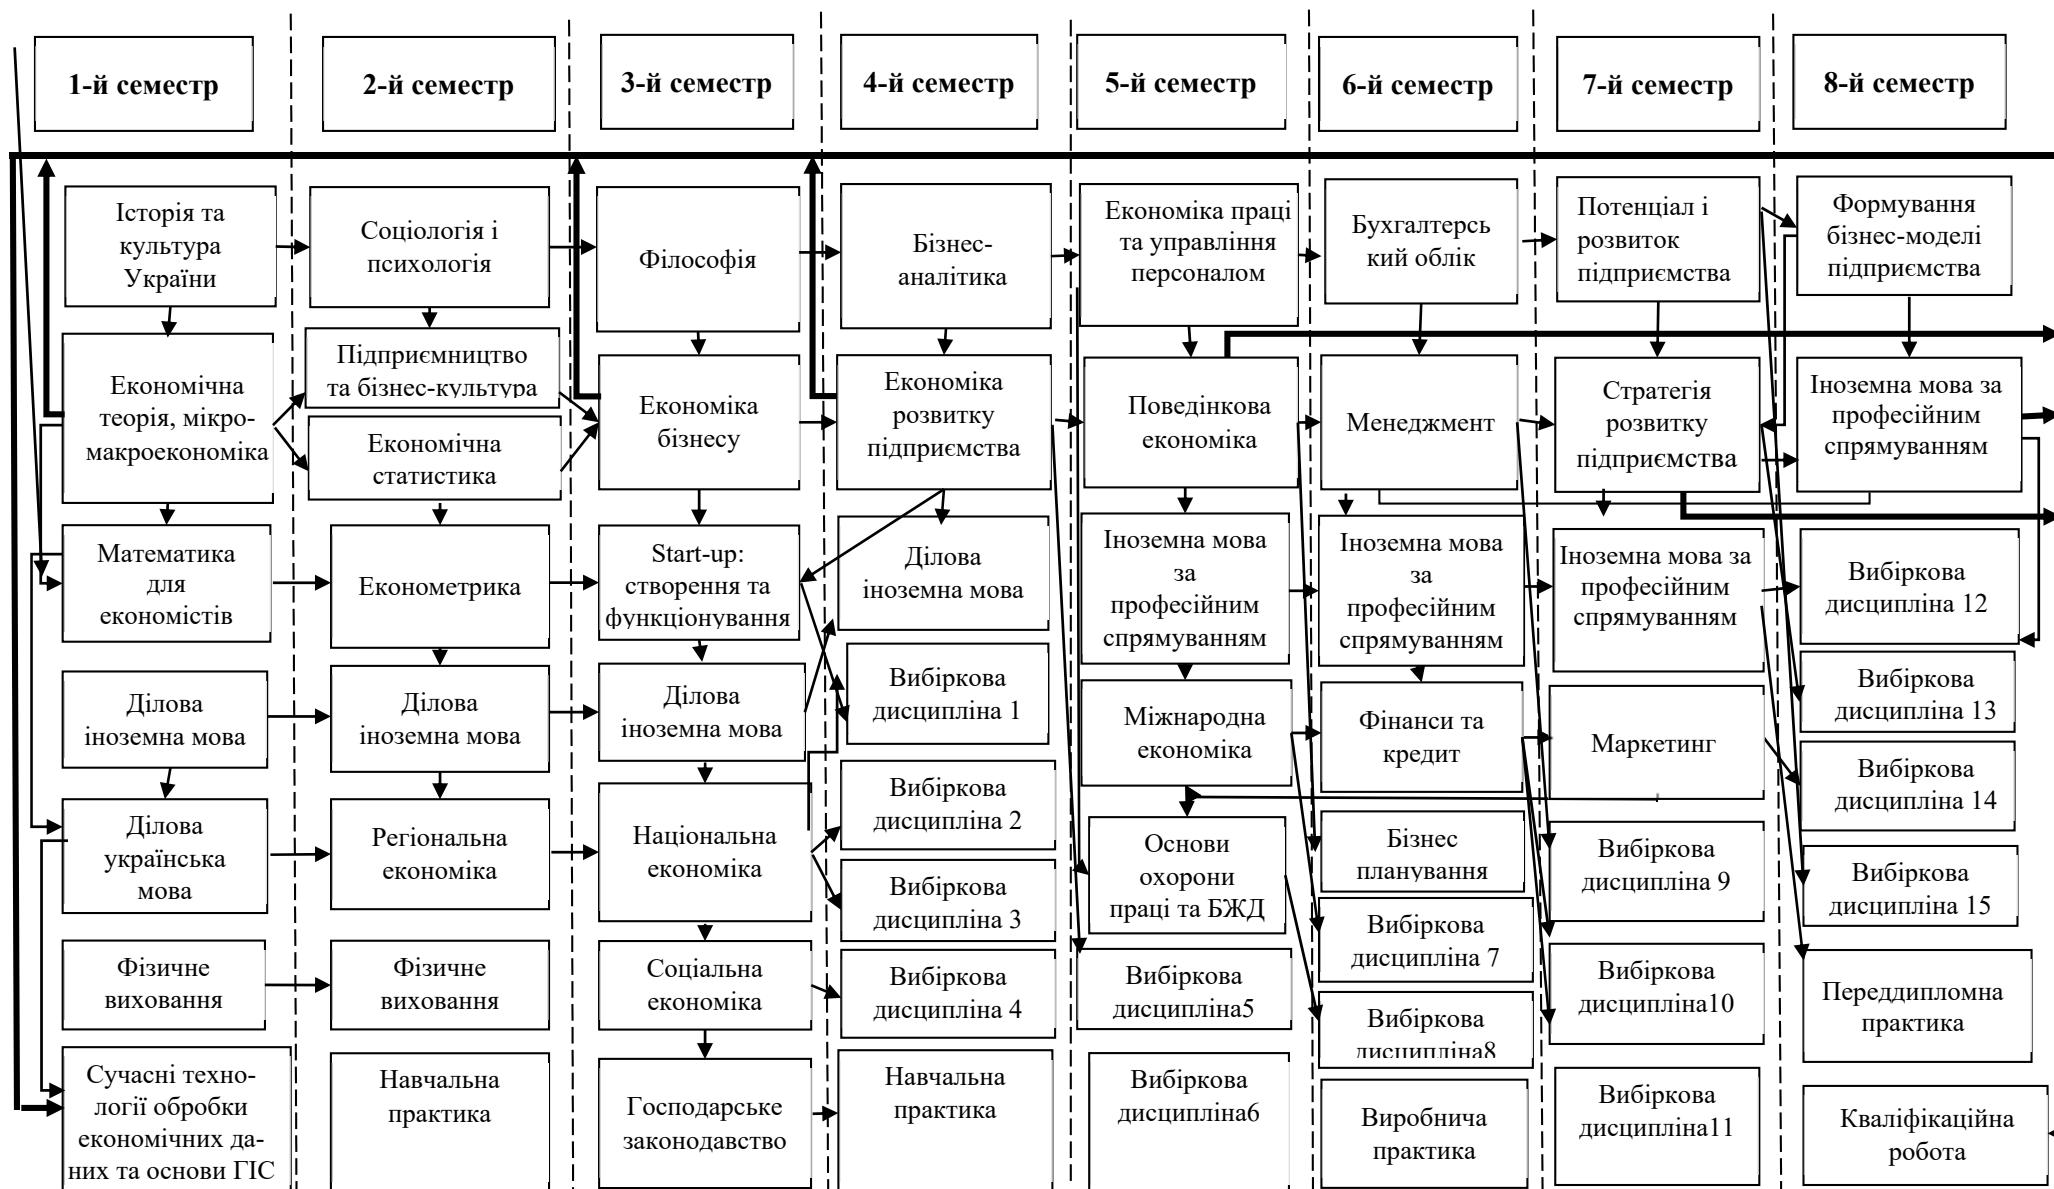 1-й семестр
2-й семестр
3-й семестр
4-й семестр
5-й семестр
6-й семестр
7-й семестр
8-й семестр
Історія та
культура
України
Економічна
теорія, мікро-
макроекономіка
Математика
для
економістів
Ділова
іноземна мова
Ділова
українська
мова
Фізичне
виховання
Сучасні техно-
логії обробки
економічних да-
них та основи ГІС
Соціологія і
психологія
Підприємництво
та бізнес-культура
Економічна
статистика
Економетрика
Ділова
іноземна мова
Регіональна
економіка
Фізичне
виховання
Навчальна
практика
Філософія
Економіка
бізнесу
Start-up:
створення та
функціонування
Ділова
іноземна мова
Національна
економіка
Соціальна
економіка
Господарське
законодавство
Бізнес-
аналітика
Економіка
розвитку
підприємства
Ділова
іноземна мова
Вибіркова
дисципліна 1
Вибіркова
дисципліна 2
Вибіркова
дисципліна 3
Вибіркова
дисципліна 4
Навчальна
практика
Економіка праці
та управління
персоналом
Поведінкова
економіка
Іноземна мова
за
професійним
спрямуванням
Міжнародна
економіка
Основи
охорони
праці та БЖД
Вибіркова
дисципліна5
Вибіркова
дисципліна6
Бухгалтерсь
кий облік
Менеджмент
Іноземна мова
за
професійним
спрямуванням
Фінанси та
кредит
Бізнес
планування
Вибіркова
дисципліна 7
Вибіркова
дисципліна8
Виробнича
практика
Потенціал і
розвиток
підприємства
Стратегія
розвитку
підприємства
Іноземна мова за
професійним
спрямуванням
Маркетинг
Вибіркова
дисципліна 9
Вибіркова
дисципліна10
Вибіркова
дисципліна11
Формування
бізнес-моделі
підприємства
Іноземна мова за
професійним
спрямуванням
Вибіркова
дисципліна 12
Вибіркова
дисципліна 13
Вибіркова
дисципліна 14
Вибіркова
дисципліна 15
Переддипломна
практика
Кваліфікаційна
робота